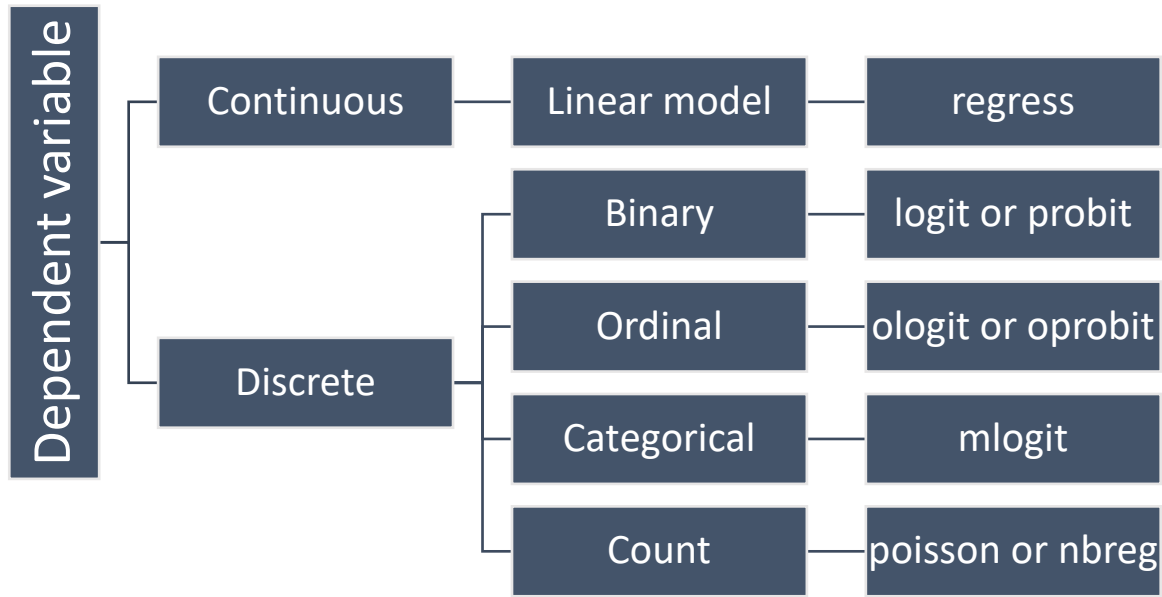 Dependent variable
Continuous
Linear model
regress
Binary
logit or probit
Ordinal
ologit or oprobit
Discrete
Categorical
mlogit
Count
poisson or nbreg